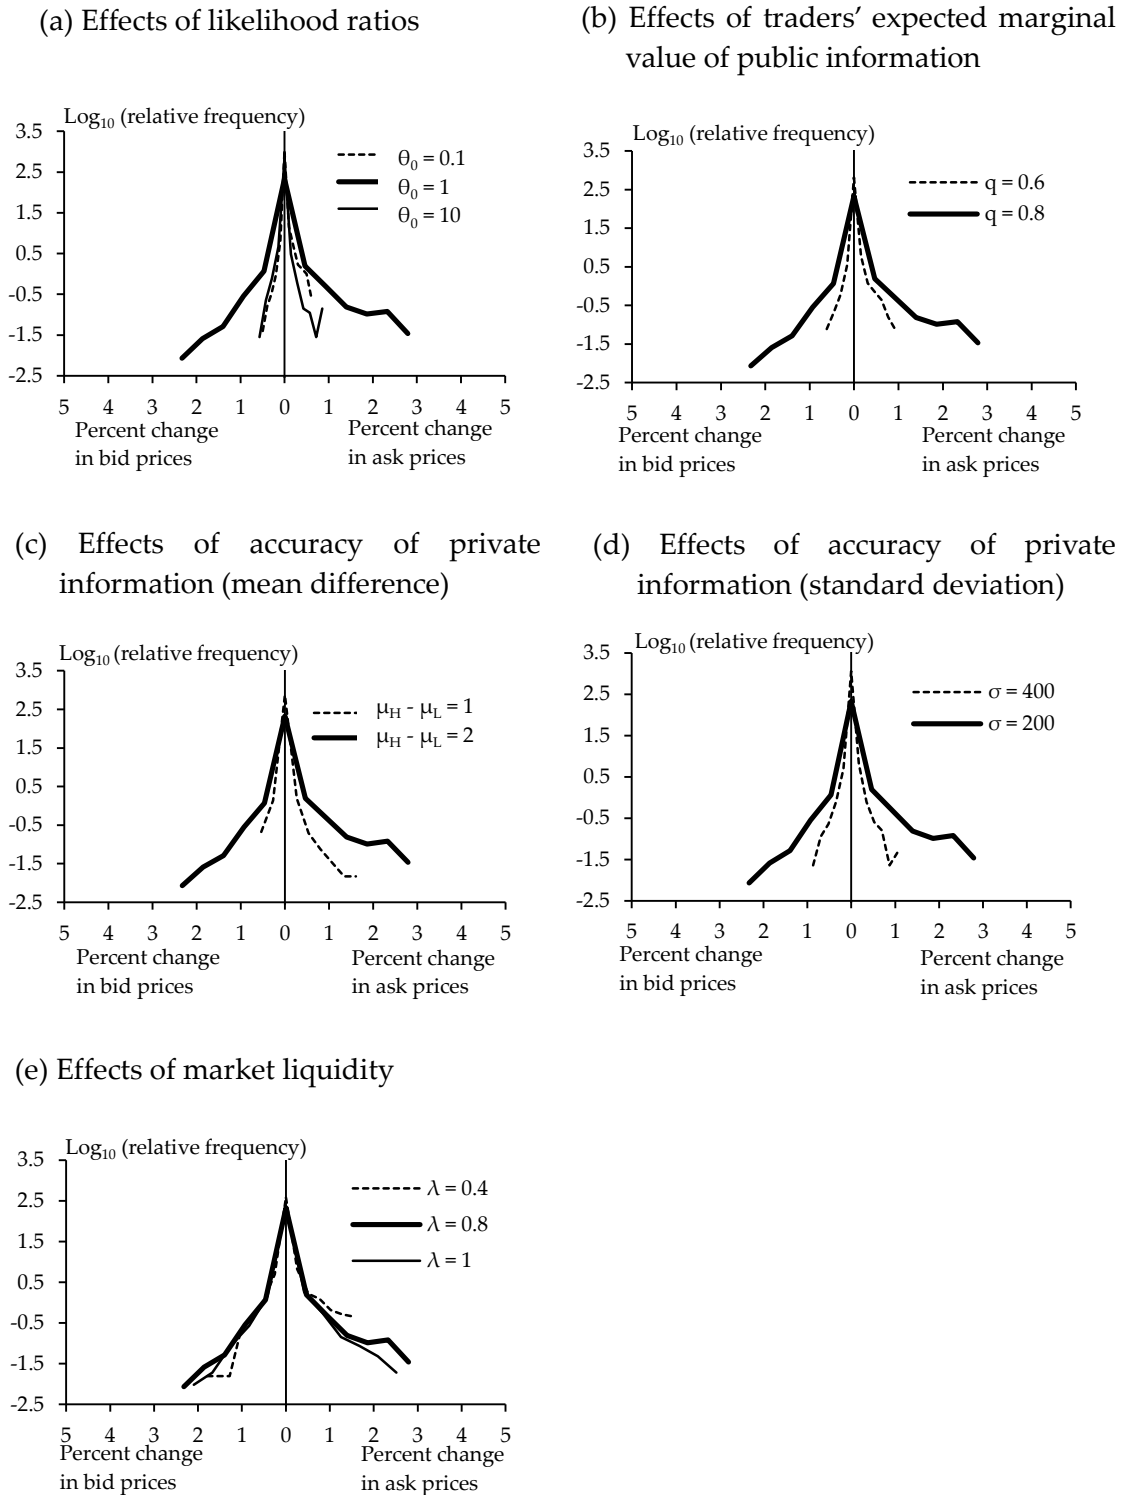 (a) Effects of likelihood ratios
Log10 (relative frequency)
3.5
2.5
1.5
0.5
-0.5
-1.5
-2.5
θ0 = 0.1
θ0 = 1
θ0 = 10
5 4 3 2 1 0 1 2 3 4 5
Percent change
in bid prices
Percent change
in ask prices
(b) Effects of traders’ expected marginal
value of public information
Log10 (relative frequency)
3.5
2.5
1.5
0.5
-0.5
-1.5
-2.5
q = 0.6
q = 0.8
5 4 3 2 1 0 1 2 3 4 5
Percent change
in bid prices
Percent change
in ask prices
(c) Effects of accuracy of private
information (mean difference)
Log10 (relative frequency)
3.5
2.5
1.5
0.5
-0.5
-1.5
-2.5
μH - μL = 1
μH - μL = 2
5 4 3 2 1 0 1 2 3 4 5
Percent change
in bid prices
Percent change
in ask prices
(d) Effects of accuracy of private
information (standard deviation)
Log10 (relative frequency)
3.5
2.5
1.5
0.5
-0.5
-1.5
-2.5
σ = 400
σ = 200
5 4 3 2 1 0 1 2 3 4 5
Percent change
in bid prices
Percent change
in ask prices
(e) Effects of market liquidity
Log10 (relative frequency)
3.5
2.5
1.5
0.5
-0.5
-1.5
-2.5
λ = 0.4
λ = 0.8
λ = 1
5 4 3 2 1 0 1 2 3 4 5
Percent change
in bid prices
Percent change
in ask prices